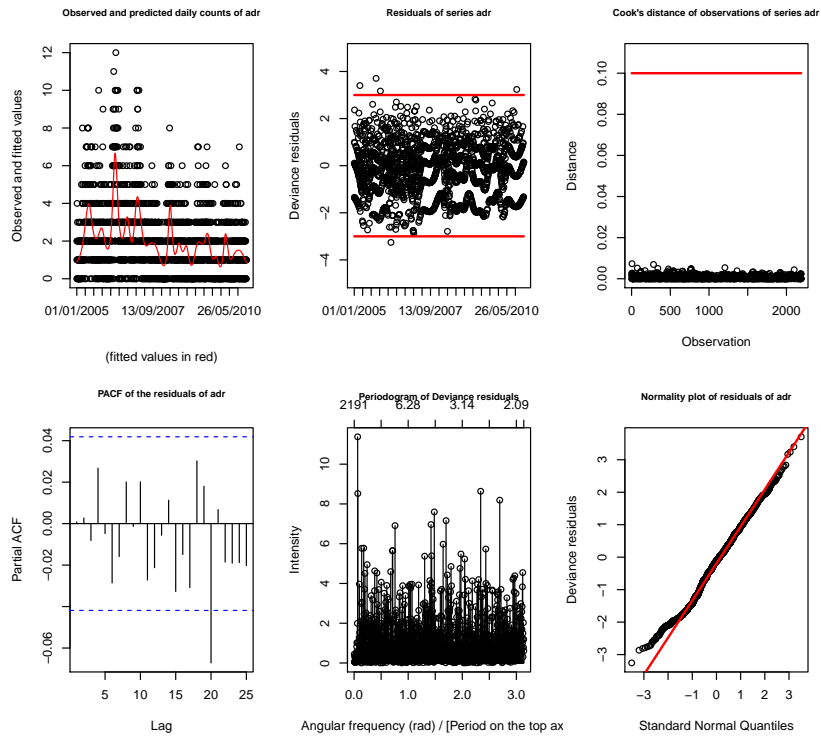 Observed and predicted daily counts of adr
Observed and fitted values
12
10
8
6
4
2
0
01/01/2005 13/09/2007 26/05/2010
(fitted values in red)
Residuals of series adr
Deviance residuals
4
2
0
−2
−4
01/01/2005 13/09/2007 26/05/2010
Cook's distance of observations of series adr
Distance
0.10
0.08
0.06
0.04
0.02
0.00
0 500 1000 2000
Observation
PACF of the residuals of adr
Partial ACF
0.04
0.02
0.00
−0.02
−0.06
5 10 15 20 25
Lag
Periodogram of Deviance residuals
2191 6.28 3.14 2.09
Intensity
10
8
6
4
2
0
0.0 1.0 2.0 3.0
Angular frequency (rad) / [Period on the top ax
Normality plot of residuals of adr
Deviance residuals
3
2
1
0
−1
−2
−3
−3 −2 −1 0 1 2 3
Standard Normal Quantiles